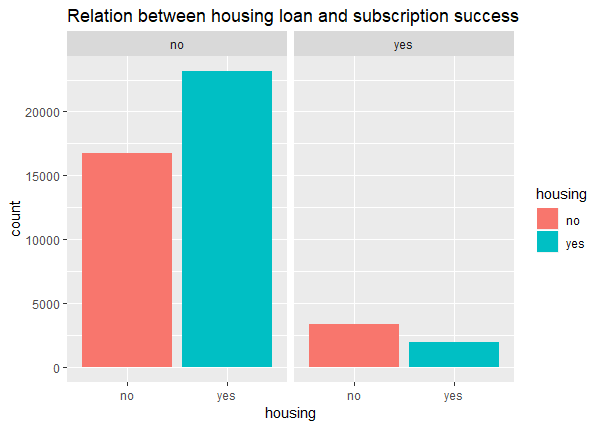 Relation between housing loan and subscription success
no
yes
20000
15000
10000
5000
0
count
no
yes
no
yes
housing
housing
no
yes